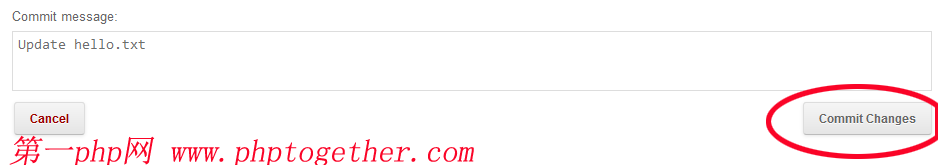 Commit message:
Update hello.txt
Cancel
Commit Changes
第一php网 www.phptogether.com